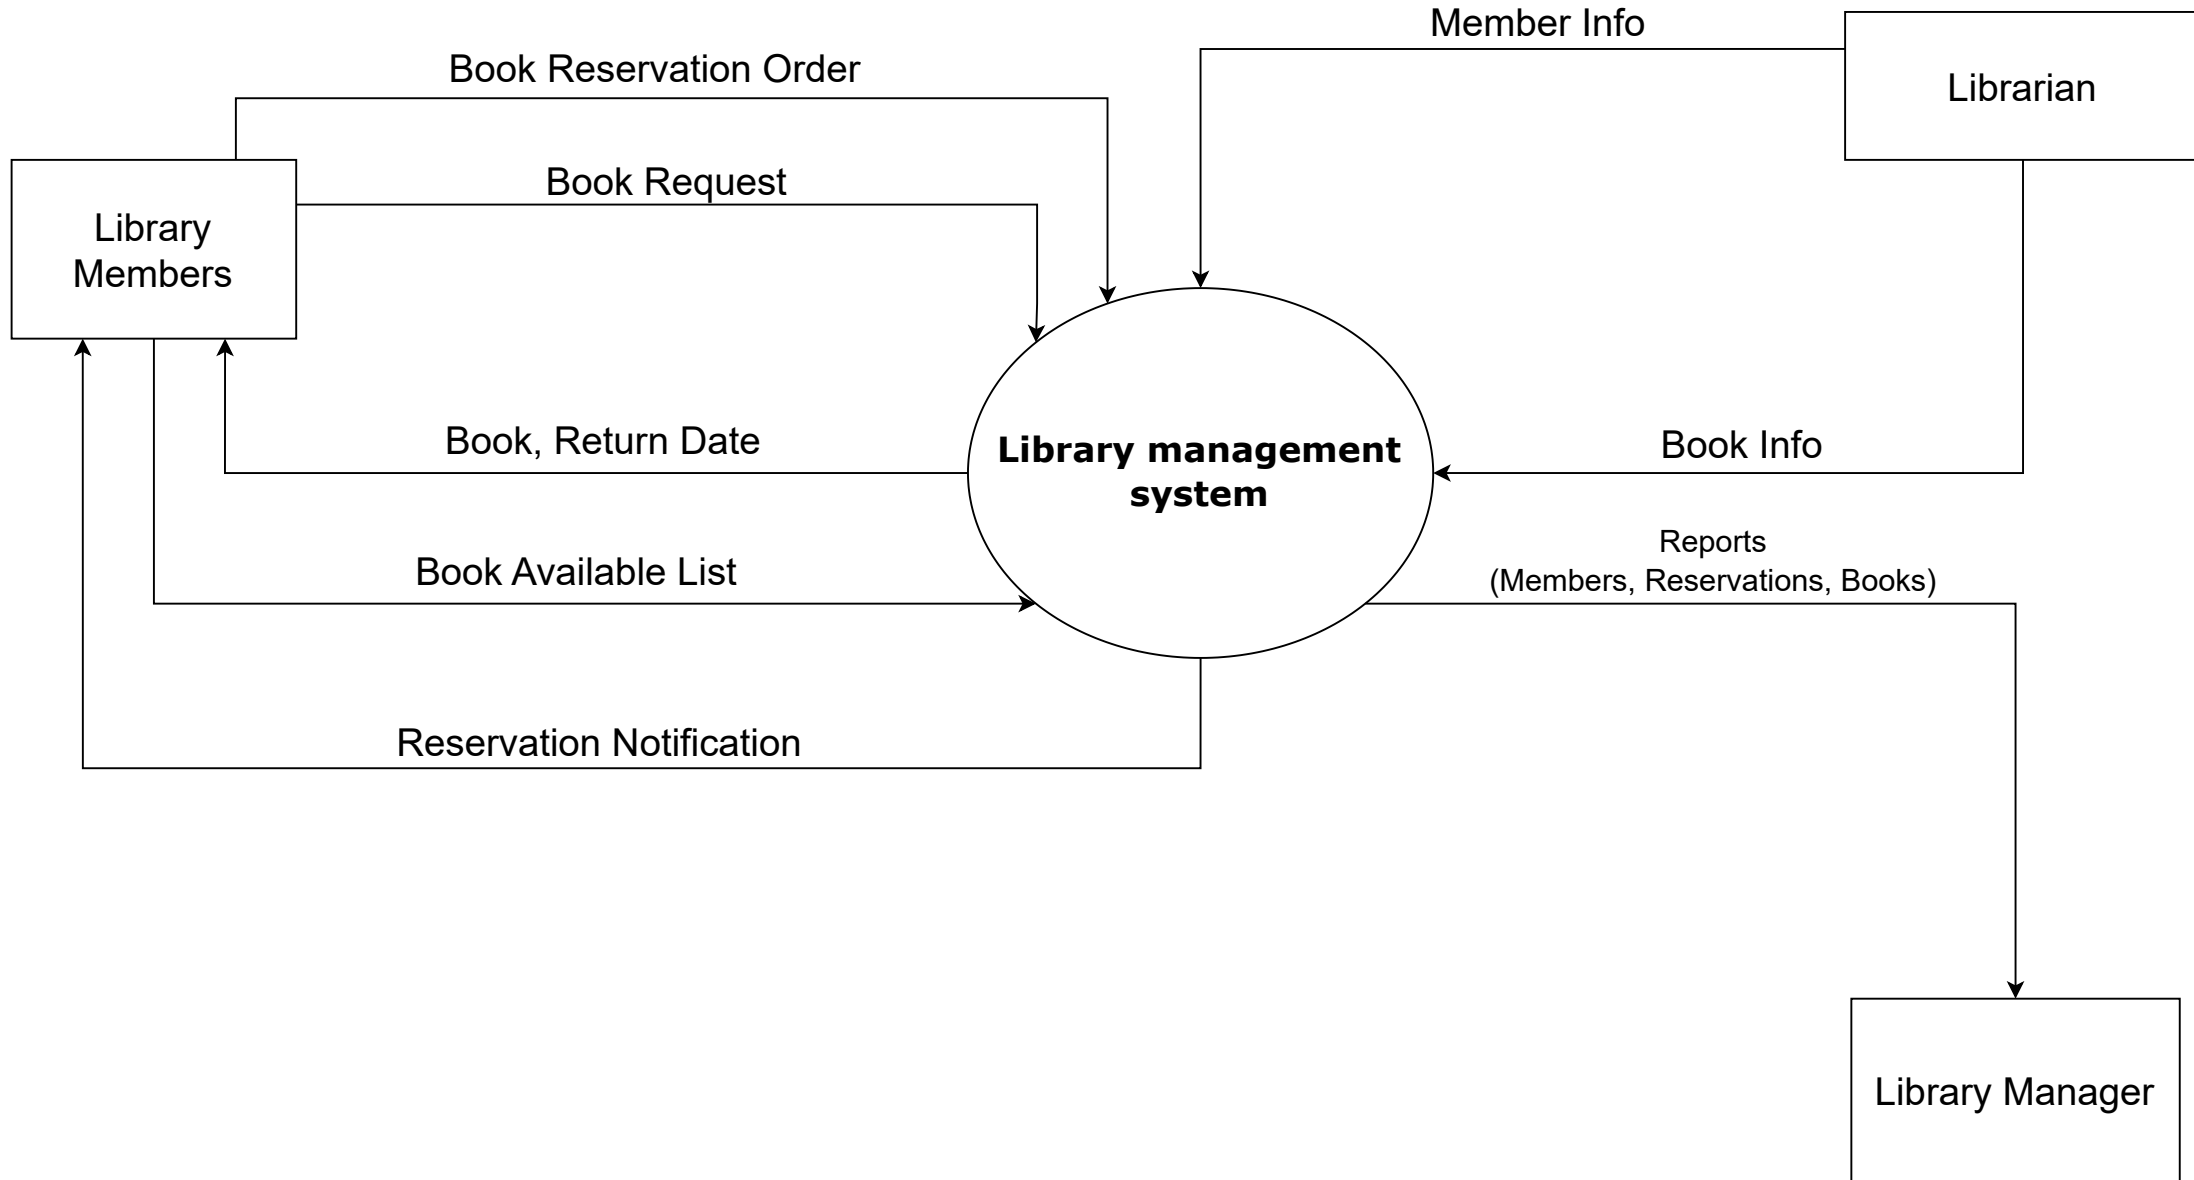 Member Info
Book Reservation Order
Librarian
Book Request
Library
Members
Book, Return Date
Library management
system
Book Info
Reports
(Members, Reservations, Books)
Book Available List
Reservation Notification
Library Manager